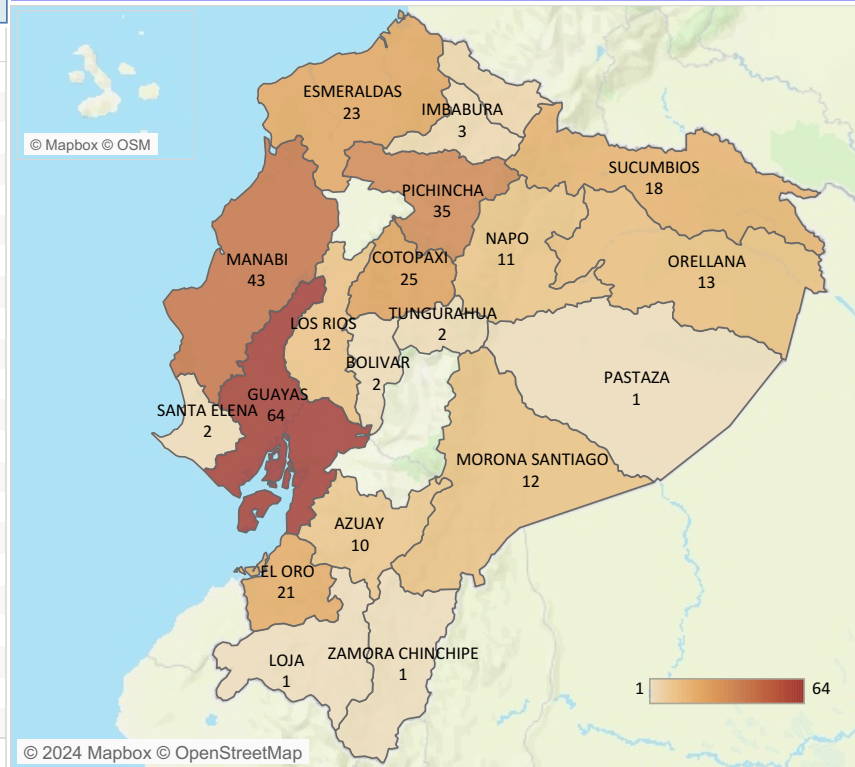 © Mapbox © OSM
ESMERALDAS
23
IMBABURA
3
SUCUMBIOS
18
PICHINCHA
35
NAPO
11
MANABI
43
COTOPAXI
25
ORELLANA
13
TUNGURAHUA
2
LOS RIOS
12
BOLIVAR
2
PASTAZA
1
GUAYAS
64
SANTA ELENA
2
MORONA SANTIAGO
12
AZUAY
10
EL ORO
21
ZAMORA CHINCHIPE
1
LOJA
1
1
64
© 2024 Mapbox © OpenStreetMap